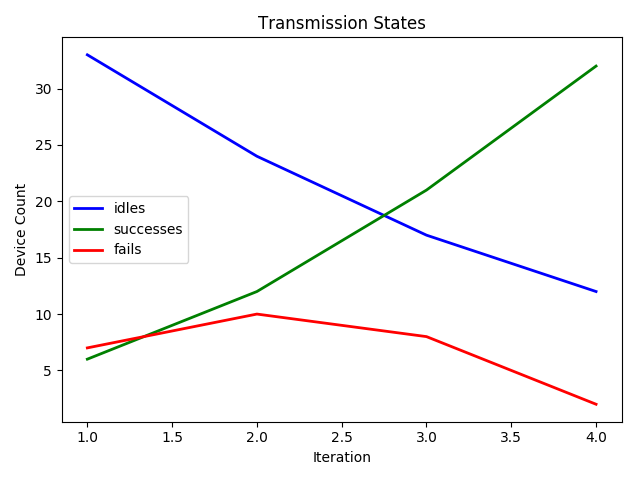 Transmission States
Device Count
30
25
20
15
10
5
idles
successes
fails
1.0 1.5 2.0 2.5 3.0 3.5 4.0
Iteration